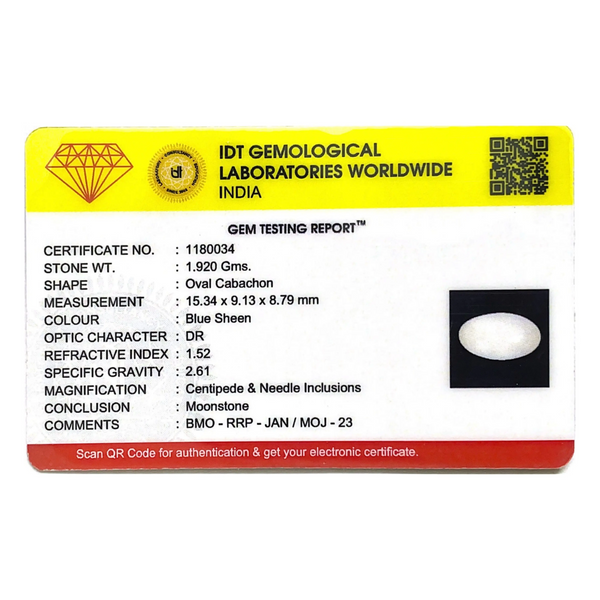 IDT GEMOLOGICAL
LABORATORIES WORLDWIDE
INDIA
GEM TESTING REPORT™
CERTIFICATE NO. : 1180034
STONE WT. : 1.920 Gms.
SHAPE : Oval Cabachon
MEASUREMENT : 15.34 x 9.13 x 8.79 mm
COLOUR : Blue Sheen
OPTIC CHARACTER : DR
REFRACTIVE INDEX : 1.52
SPECIFIC GRAVITY : 2.61
MAGNIFICATION : Centipede & Needle Inclusions
CONCLUSION : Moonstone
COMMENTS : BMO - RRP - JAN / MOJ - 23
Scan QR Code for authentication & get your electronic certificate.